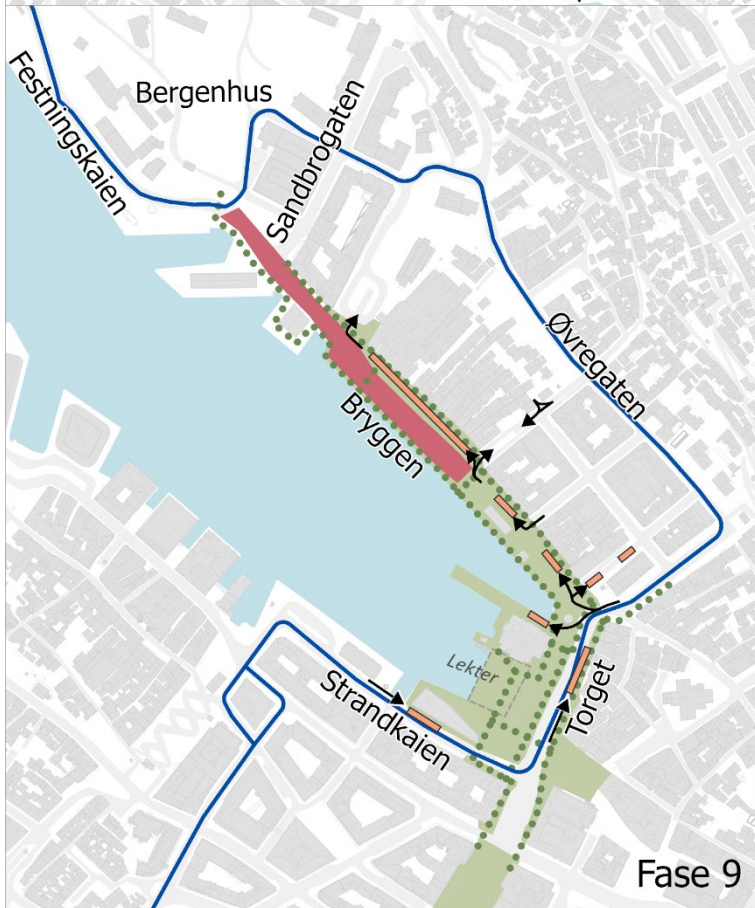 Festningskaien
Bergenhus
Sandbrogaten
Øvregaten
Bryggen
Lekter
Strandkaien
Torget
Fase 9